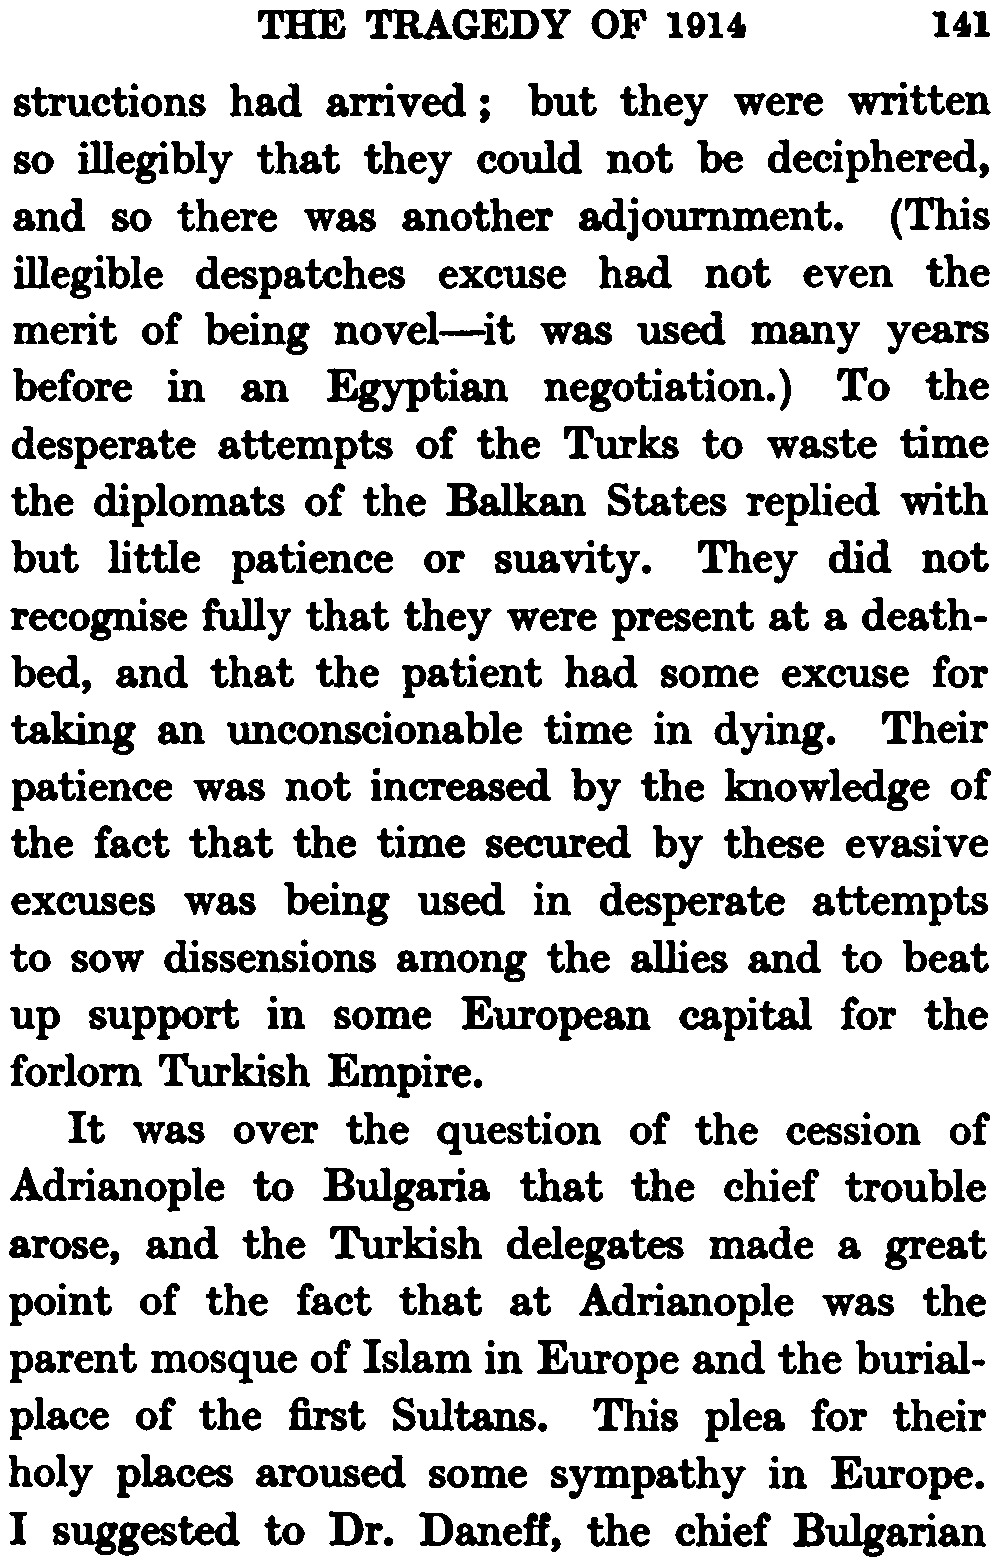 THE TRAGEDY OF 1914 141
structions had arrived; but they were written
so illegibly that they could not be deciphered,
and so there was another adjournment. (This
illegible despatches excuse had not even the
merit of being novel—it was used many years
before in an Egyptian negotiation.) To the
desperate attempts of the Turks to waste time
the diplomats of the Balkan States replied with
but little patience or suavity. They did not
recognise fully that they were present at a death-
bed, and that the patient had some excuse for
taking an unconscionable time in dying. Their
patience was not increased by the knowledge of
the fact that the time secured by these evasive
excuses was being used in desperate attempts
to sow dissensions among the allies and to beat
up support in some European capital for the
forlorn Turkish Empire.
It was over the question of the cession of
Adrianople to Bulgaria that the chief trouble
arose, and the Turkish delegates made a great
point of the fact that at Adrianople was the
parent mosque of Islam in Europe and the burial-
place of the first Sultans. This plea for their
holy places aroused some sympathy in Europe.
I suggested to Dr. Daneff, the chief Bulgarian